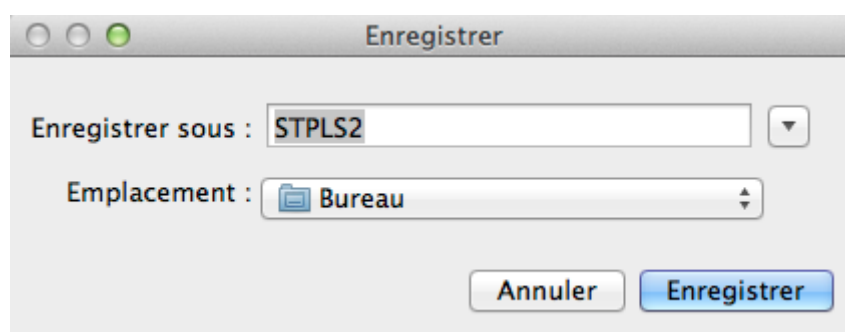 Enregistrer
Enregistrer sous : STPLS2
Emplacement : Bureau
Annuler Enregistrer